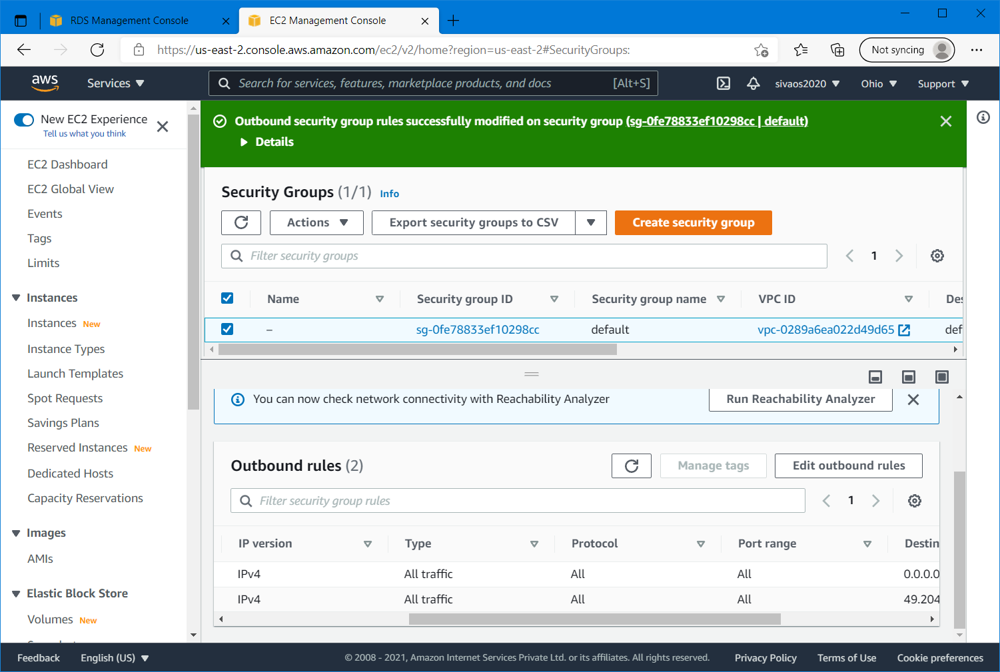 RDS Management Console
EC2 Management Console
https://us-east-2.console.aws.amazon.com/ec2/v2/home?region=us-east-2#SecurityGroups:
Not syncing
aws
Services
Search for services, features, marketplace products, and docs
[Alt+S]
sivaos2020
Ohio
Support
New EC2 Experience
Tell us what you think
EC2 Dashboard
EC2 Global View
Events
Tags
Limits
Instances
Instances New
Instance Types
Launch Templates
Spot Requests
Savings Plans
Reserved Instances New
Dedicated Hosts
Capacity Reservations
Images
AMIs
Elastic Block Store
Volumes New
Outbound security group rules successfully modified on security group (sg-0fe78833ef10298cc | default)
Details
Security Groups (1/1) Info
Actions
Export security groups to CSV
Create security group
Filter security groups
1
Name
Security group ID
Security group name
VPC ID
Des
–
sg-0fe78833ef10298cc
default
vpc-0289a6ea022d49d65
def
You can now check network connectivity with Reachability Analyzer
Run Reachability Analyzer
Outbound rules (2)
Manage tags
Edit outbound rules
Filter security group rules
1
IP version
Type
Protocol
Port range
Destin
IPv4
All traffic
All
All
0.0.0.0
IPv4
All traffic
All
All
49.204
Feedback
English (US)
© 2008 - 2021, Amazon Internet Services Private Ltd. or its affiliates. All rights reserved.
Privacy Policy
Terms of Use
Cookie preferences